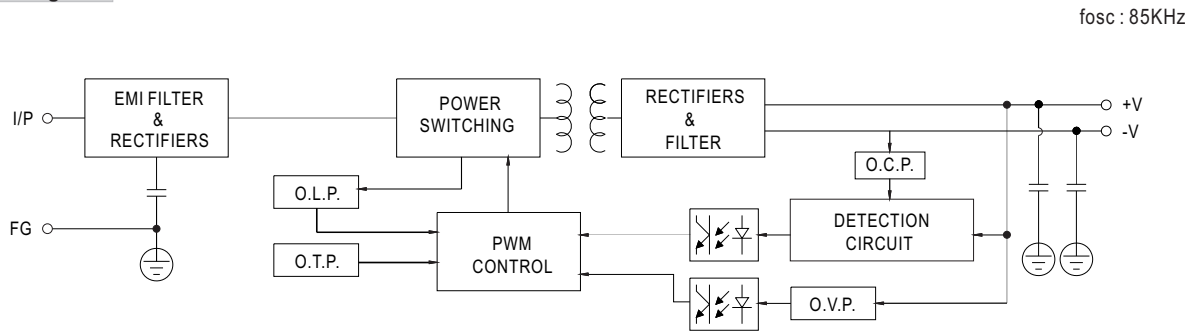 fosc : 85KHz
I/P
EMI FILTER
&
RECTIFIERS
POWER
SWITCHING
RECTIFIERS
&
FILTER
+V
-V
O.C.P.
O.L.P.
FG
DETECTION
CIRCUIT
PWM
CONTROL
O.T.P.
O.V.P.